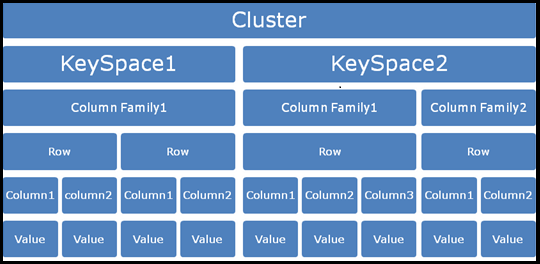 Cluster
KeySpace1 KeySpace2
Column Family1 Column Family1 Column Family2
Row Row Row Row
Column1 column2 Column1 Column2 Column1 Column2 Column3 Column1 Column2
Value Value Value Value Value Value Value Value Value